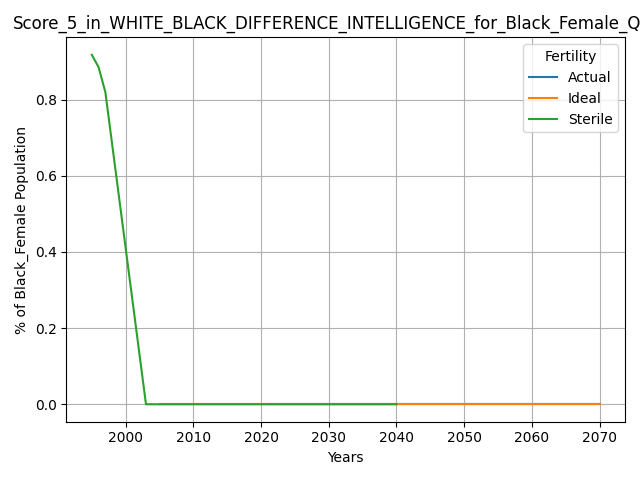 Score_5_in_WHITE_BLACK_DIFFERENCE_INTELLIGENCE_for_Black_Female_Q
Fertility
Actual
Ideal
Sterile
% of Black_Female Population
0.8
0.6
0.4
0.2
0.0
2000 2010 2020 2030 2040 2050 2060 2070
Years